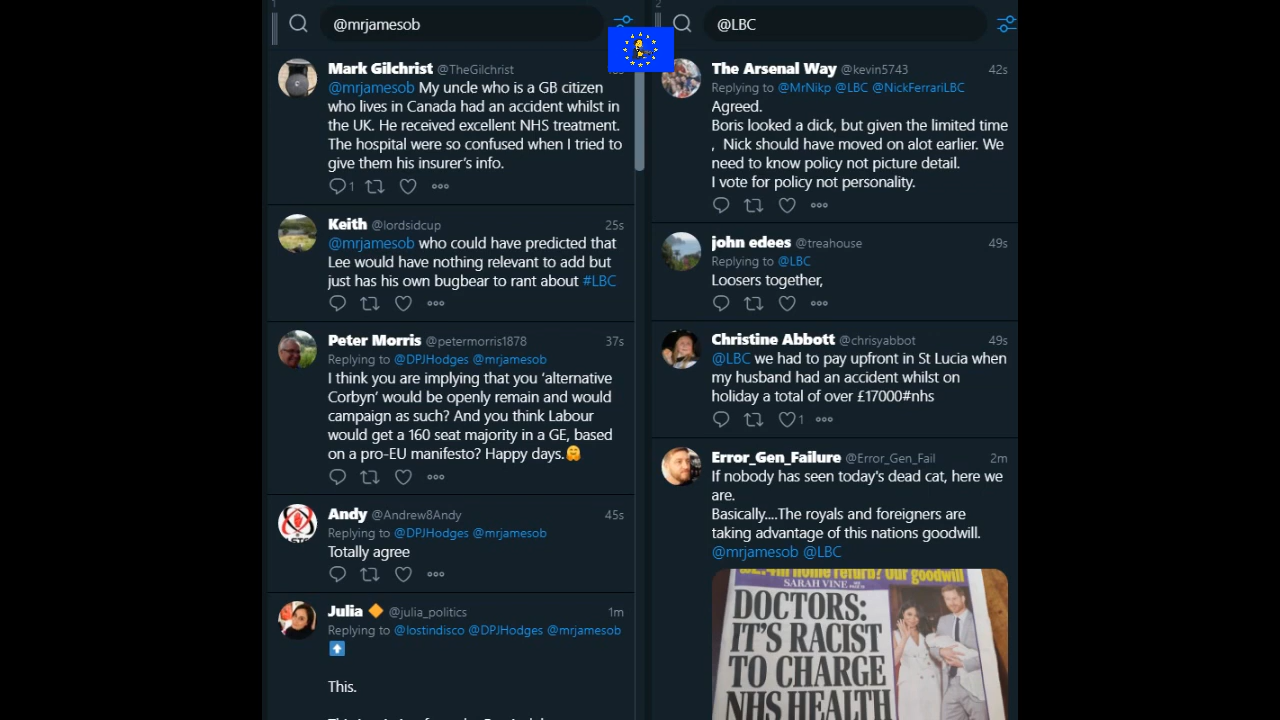 1
@mrjamesob
Mark Gilchrist @TheGilchrist
@mrjamesob My uncle who is a GB citizen
who lives in Canada had an accident whilst in
the UK. He received excellent NHS treatment.
The hospital were so confused when I tried to
give them his insurer's info.
1
Keith @lordsidcup 25s
@mrjamesob who could have predicted that
Lee would have nothing relevant to add but
just has his own bugbear to rant about #LBC
Peter Morris @petermorris1878 37s
Replying to @DPJHodges @mrjamesob
I think you are implying that you 'alternative
Corbyn' would be openly remain and would
campaign as such? And you think Labour
would get a 160 seat majority in a GE, based
on a pro-EU manifesto? Happy days.🤗
Andy @Andrew8Andy 45s
Replying to @DPJHodges @mrjamesob
Totally agree
Julia 🔶 @julia_politics 1m
Replying to @lostindisco @DPJHodges @mrjamesob
⬆️
This.
2
@LBC
The Arsenal Way @kevin5743 42s
Replying to @MrNikp @LBC @NickFerrariLBC
Agreed.
Boris looked a dick, but given the limited time
,  Nick should have moved on alot earlier. We
need to know policy not picture detail.
I vote for policy not personality.
john edees @treahouse 49s
Replying to @LBC
Loosers together,
Christine Abbott @chrisyabbot 49s
@LBC we had to pay upfront in St Lucia when
my husband had an accident whilst on
holiday a total of over £17000#nhs
1
Error_Gen_Failure @Error_Gen_Fail 2m
If nobody has seen today's dead cat, here we
are.
Basically....The royals and foreigners are
taking advantage of this nations goodwill.
@mrjamesob @LBC
home refurb? Our goodwill
SARAH VINE
DOCTORS:
IT'S RACIST
TO CHARGE
NHS HEALTH